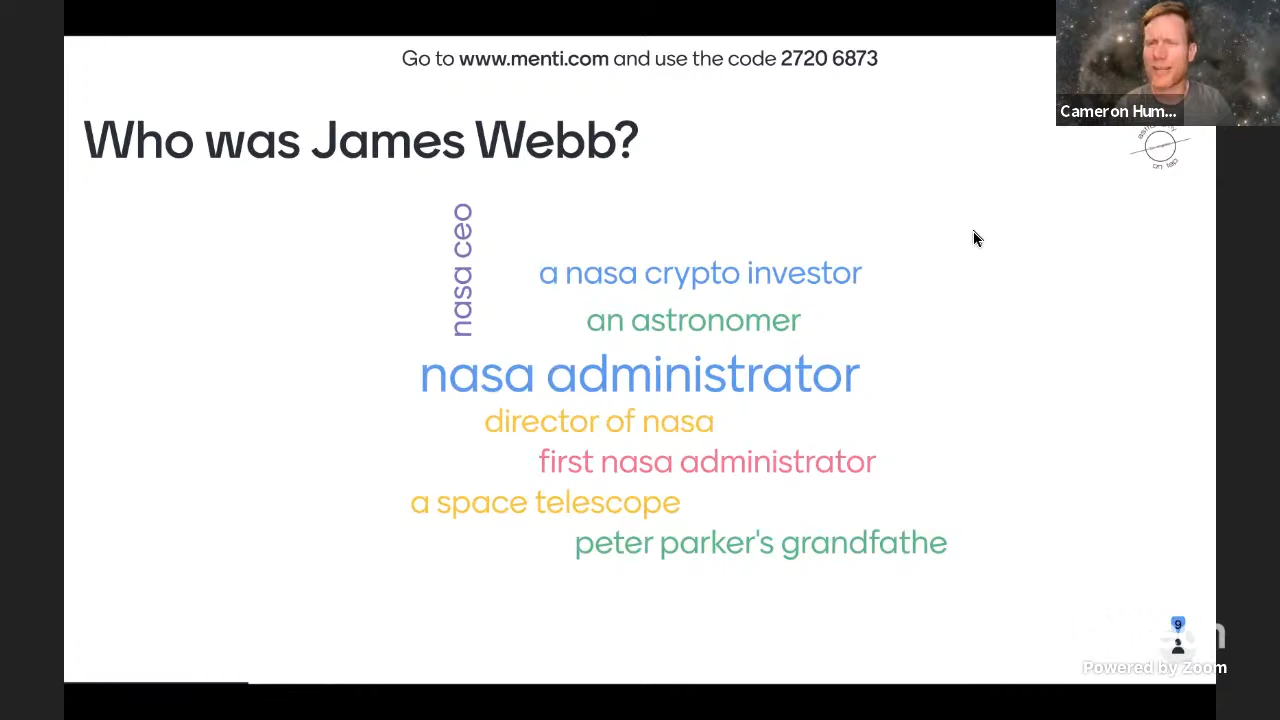 Go to www.menti.com and use the code 2720 6873
Cameron Hum...
Who was James Webb?
on tap
nasa ceo
a nasa crypto investor
an astronomer
nasa administrator
director of nasa
first nasa administrator
a space telescope
peter parker's grandfathe
9
Powered by Zoom